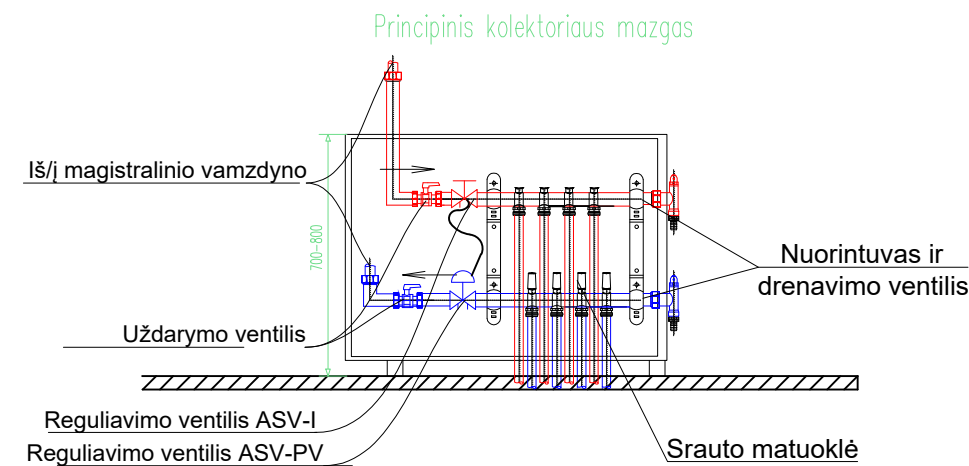 Principinis kolektoriaus mazgas
Iš/į magistralinio vamzdyno
700-800
Nuorintuvas ir
drenavimo ventilis
Uždarymo ventilis
Reguliavimo ventilis ASV-I
Reguliavimo ventilis ASV-PV
Srauto matuoklė